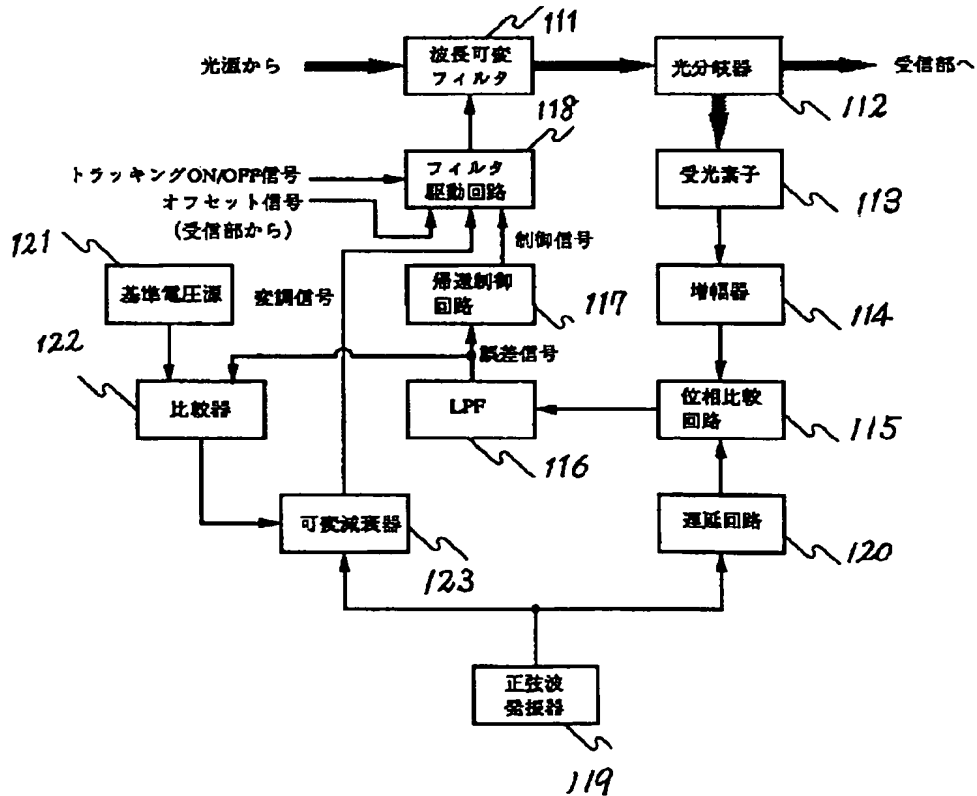 111
波長可変
フィルタ
光源から
光分岐器
受信部へ
112
118
トラッキングON/OFF信号
フィルタ
駆動回路
オフセット信号
(受信部から)
受光素子
113
制御信号
121
基準電圧源
変調信号
帰還制御
回路
117
増幅器
114
122
誤差信号
比較器
LPF
116
位相比較
回路
115
可変減衰器
123
遅延回路
120
正弦波
発振器
119